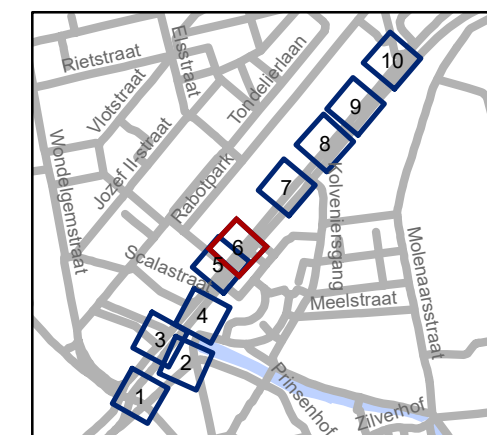 Rietstraat
Elsstraat
Tondelierlaan
10
Vlotstraat
9
Jozef II-straat
8
Wondelgemstraat
Rabotpark
7
Kolveniersgang
6
5
Scalastraat
Molenaarsstraat
Meelstraat
4
3
2
Prinsenhof
1
Zilverhof